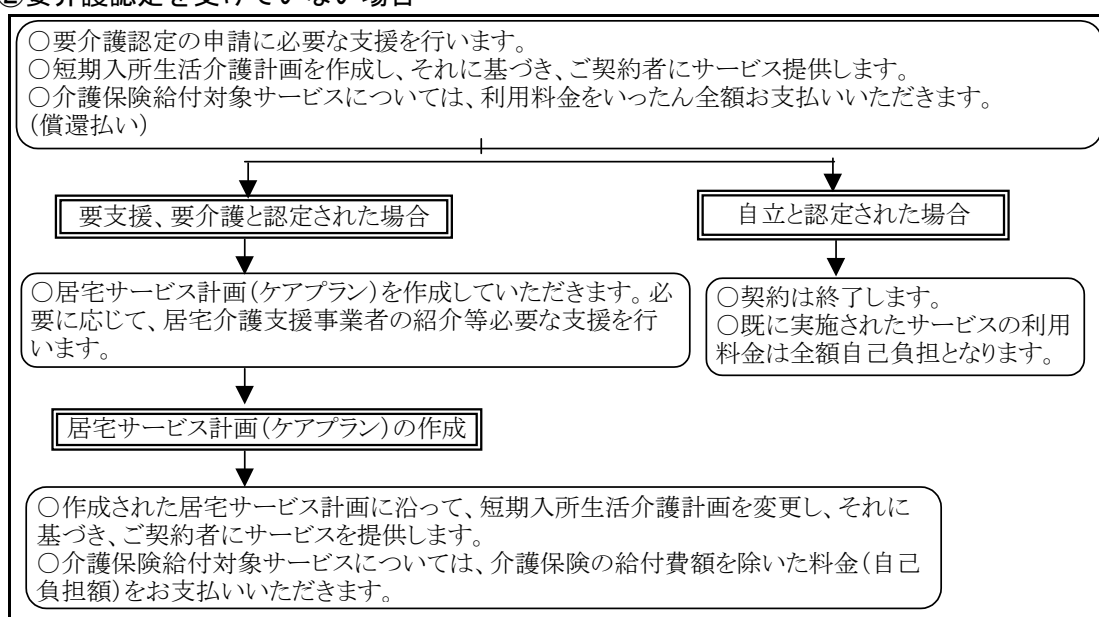 ②要介護認定を受けていない場合
○要介護認定の申請に必要な支援を行います。
○短期入所生活介護計画を作成し、それに基づき、ご契約者にサービス提供します。
○介護保険給付対象サービスについては、利用料金をいったん全額お支払いいただきます。
(償還払い)
要支援、要介護と認定された場合
自立と認定された場合
○居宅サービス計画(ケアプラン)を作成していただきます。必
要に応じて、居宅介護支援事業者の紹介等必要な支援を行
います。
○契約は終了します。
○既に実施されたサービスの利用
料金は全額自己負担となります。
居宅サービス計画(ケアプラン)の作成
○作成された居宅サービス計画に沿って、短期入所生活介護計画を変更し、それに
基づき、ご契約者にサービスを提供します。
○介護保険給付対象サービスについては、介護保険の給付費額を除いた料金(自己
負担額)をお支払いいただきます。